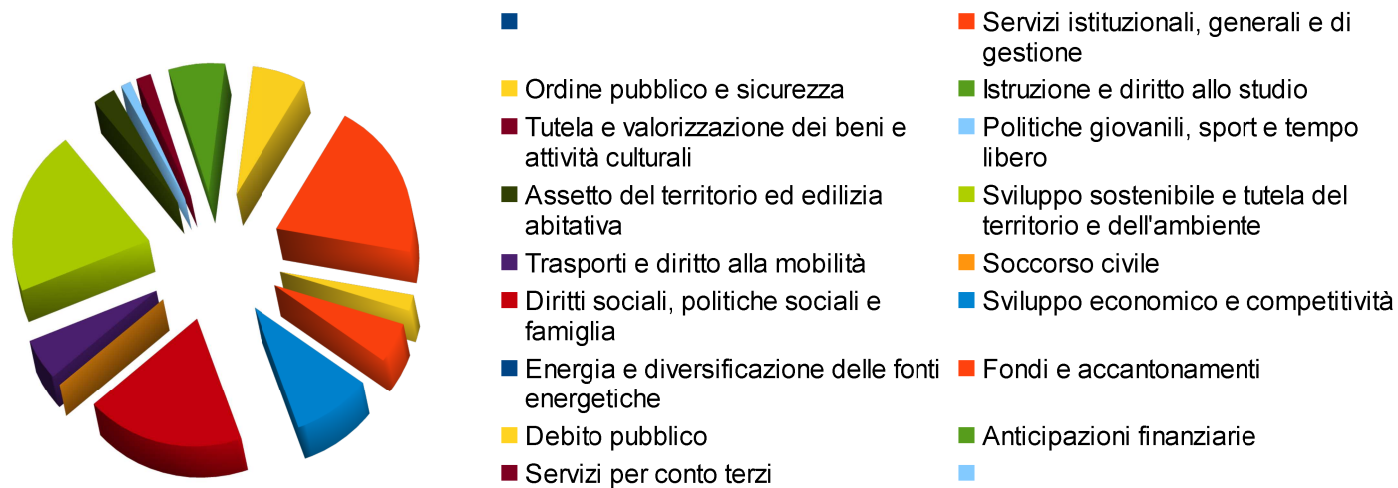 Servizi istituzionali, generali e di
gestione
Ordine pubblico e sicurezza
Istruzione e diritto allo studio
Tutela e valorizzazione dei beni e
attività culturali
Politiche giovanili, sport e tempo
libero
Assetto del territorio ed edilizia
abitativa
Sviluppo sostenibile e tutela del
territorio e dell'ambiente
Trasporti e diritto alla mobilità
Soccorso civile
Diritti sociali, politiche sociali e
famiglia
Sviluppo economico e competitività
Energia e diversificazione delle fonti
energetiche
Fondi e accantonamenti
Debito pubblico
Anticipazioni finanziarie
Servizi per conto terzi